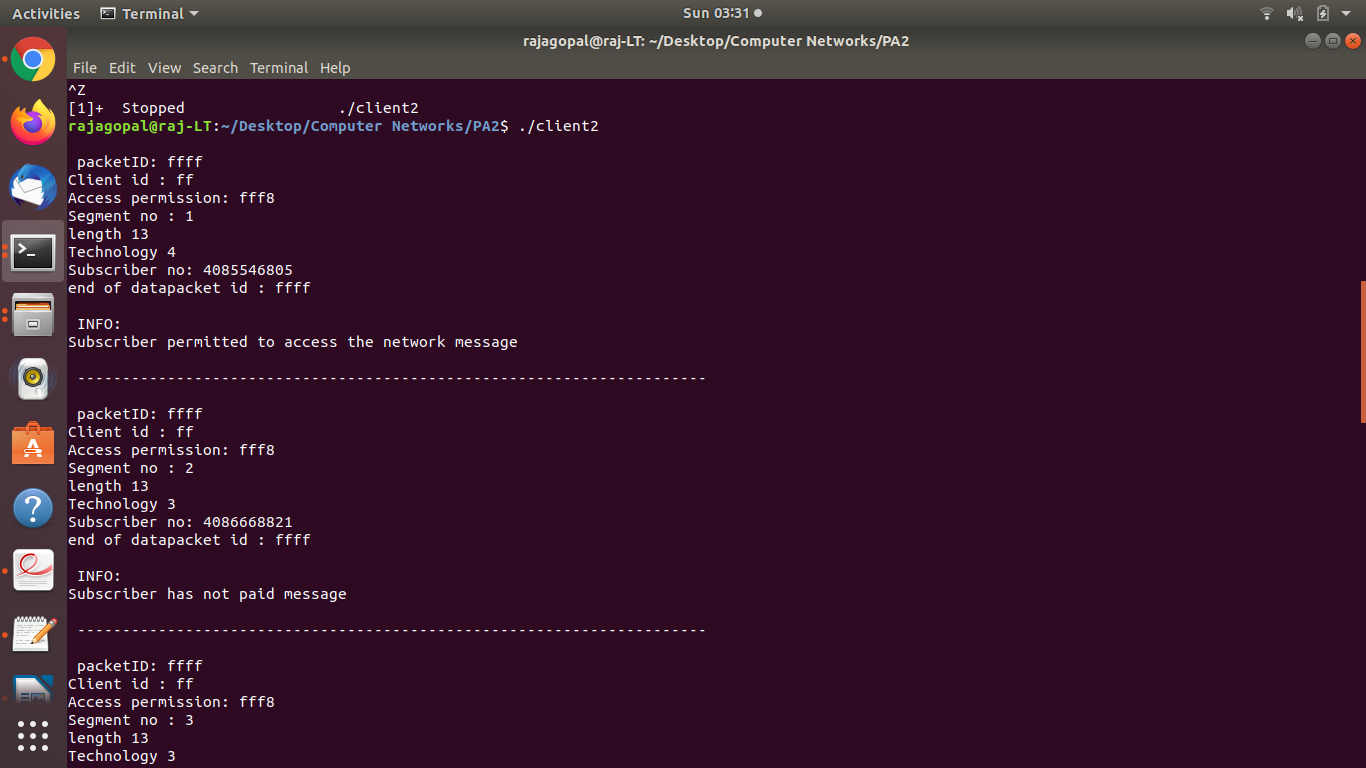 Activities Terminal Sun 03:31
rajagopal@raj-LT: ~/Desktop/Computer Networks/PA2
File Edit View Search Terminal Help
^Z
[1]+  Stopped                 ./client2
rajagopal@raj-LT:~/Desktop/Computer Networks/PA2$ ./client2

 packetID: ffff
Client id : ff
Access permission: fff8
Segment no : 1
length 13
Technology 4
Subscriber no: 4085546805
end of datapacket id : ffff

 INFO:
Subscriber permitted to access the network message

 ----------------------------------------------------------------------

 packetID: ffff
Client id : ff
Access permission: fff8
Segment no : 2
length 13
Technology 3
Subscriber no: 4086668821
end of datapacket id : ffff

 INFO:
Subscriber has not paid message

 ----------------------------------------------------------------------

 packetID: ffff
Client id : ff
Access permission: fff8
Segment no : 3
length 13
Technology 3